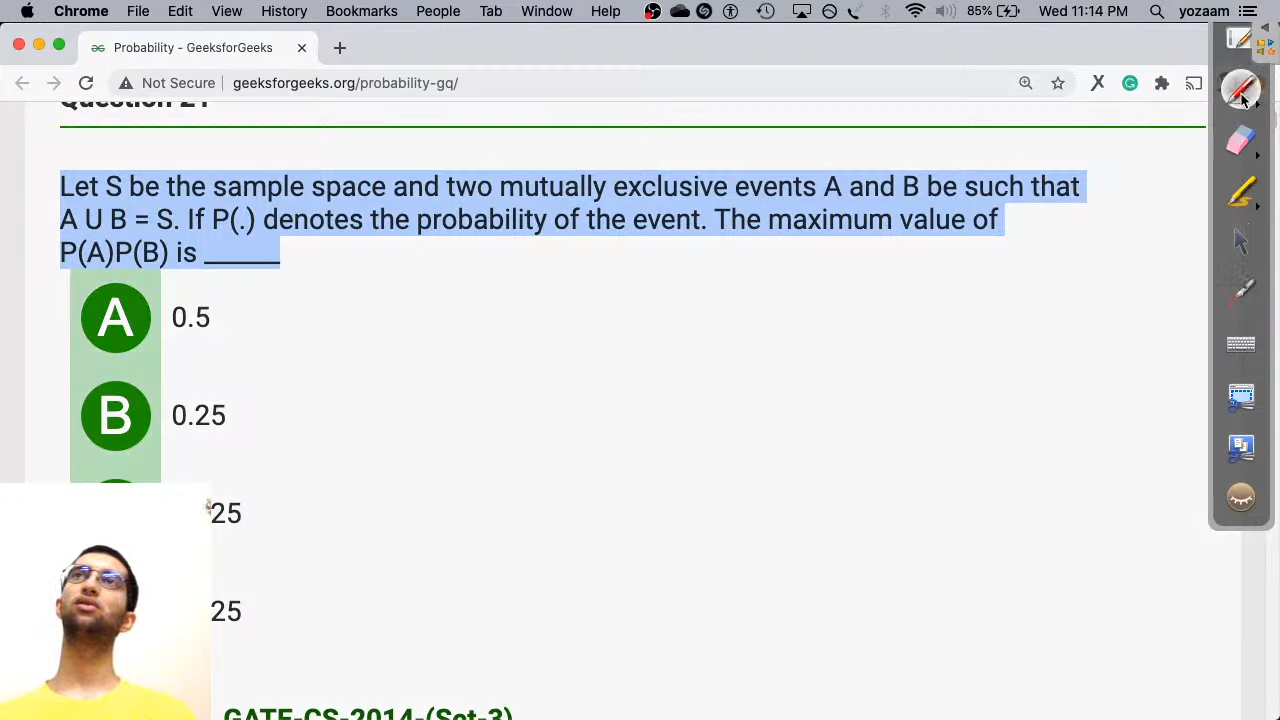 Chrome File Edit View History Bookmarks People Tab Window Help 85% Wed 11:14 PM yozaam
Probability - GeeksforGeeks
Not Secure geeksforgeeks.org/probability-gq/
Question 21
Let S be the sample space and two mutually exclusive events A and B be such that
A U B = S. If P(.) denotes the probability of the event. The maximum value of
P(A)P(B) is ______
A 0.5
B 0.25
25
25
GATE-CS-2014-(Set-3)